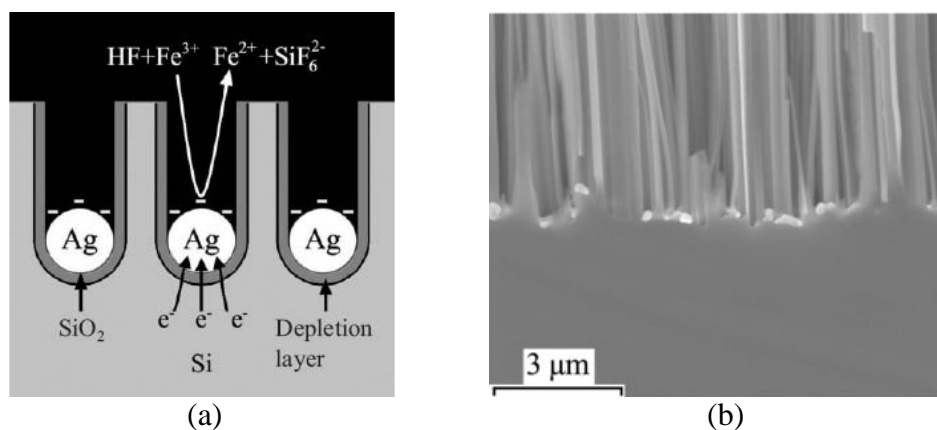 HF+Fe³⁺ Fe²⁺+SiF₆²⁻
Ag Ag Ag
e⁻ e⁻ e⁻
SiO₂
Si
Depletion
layer
(a)
3 μm
(b)